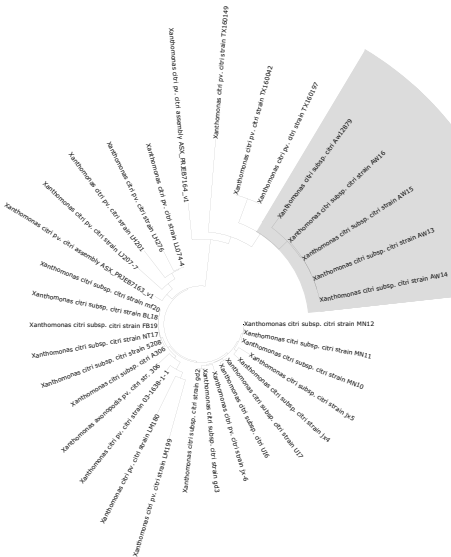 Xanthomonas citri pv. citri strain TX160149
Xanthomonas citri pv. citri strain TX160042
Xanthomonas citri pv. citri strain TX160197
Xanthomonas citri subsp. citri Aw12879
Xanthomonas citri subsp. citri strain AW16
Xanthomonas citri subsp. citri strain AW15
Xanthomonas citri subsp. citri strain AW13
Xanthomonas citri subsp. citri strain AW14
Xanthomonas citri subsp. citri strain MN12
Xanthomonas citri subsp. citri strain MN11
Xanthomonas citri subsp. citri strain MN10
Xanthomonas citri subsp. citri strain jx5
Xanthomonas citri subsp. citri strain jx4
Xanthomonas citri subsp. citri strain UI7
Xanthomonas citri subsp. citri UI6
Xanthomonas citri pv. citri strain jx-6
Xanthomonas citri subsp. citri strain gd3
Xanthomonas citri subsp. citri strain gd2
Xanthomonas citri pv. citri strain LM199
Xanthomonas citri pv. citri strain LM180
Xanthomonas citri pv. citri strain 03-1638-1-1
Xanthomonas axonopodis pv. citri str. 306
Xanthomonas citri subsp. citri A306
Xanthomonas citri subsp. citri strain 5208
Xanthomonas citri subsp. citri strain NT17
Xanthomonas citri subsp. citri strain FB19
Xanthomonas citri subsp. citri strain BL18
Xanthomonas citri subsp. citri strain mf20
Xanthomonas citri pv. citri assembly ASX_PRJEB7163_v1
Xanthomonas citri pv. citri strain LJ207-7
Xanthomonas citri pv. citri strain LH201
Xanthomonas citri pv. citri strain LH276
Xanthomonas citri pv. citri strain LL074-4
Xanthomonas citri pv. citri assembly ASX_PRJEB7164_v1